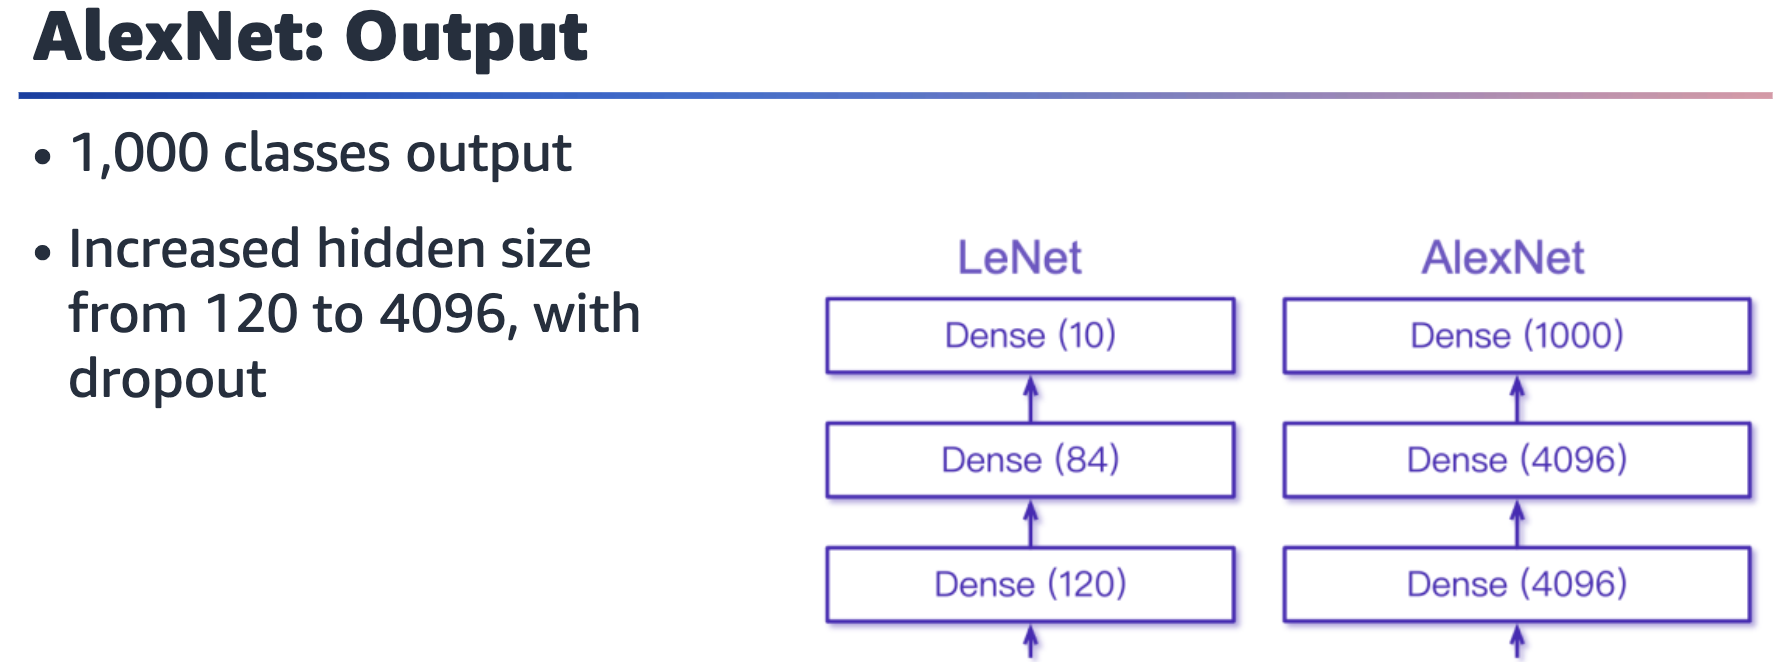 AlexNet: Output
• 1,000 classes output
• Increased hidden size
from 120 to 4096, with
dropout
LeNet
Dense (10)
Dense (84)
Dense (120)
AlexNet
Dense (1000)
Dense (4096)
Dense (4096)